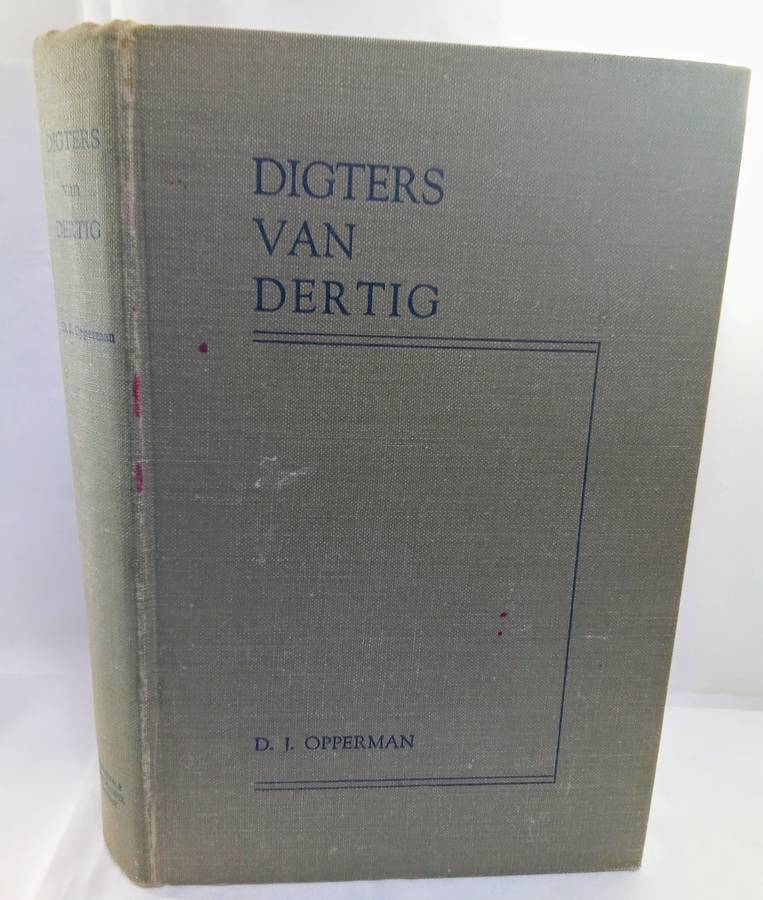 DIGTERS
VAN
DERTIG
D. J. OPPERMAN
DIGTERS
van
DERTIG
D. J. Opperman